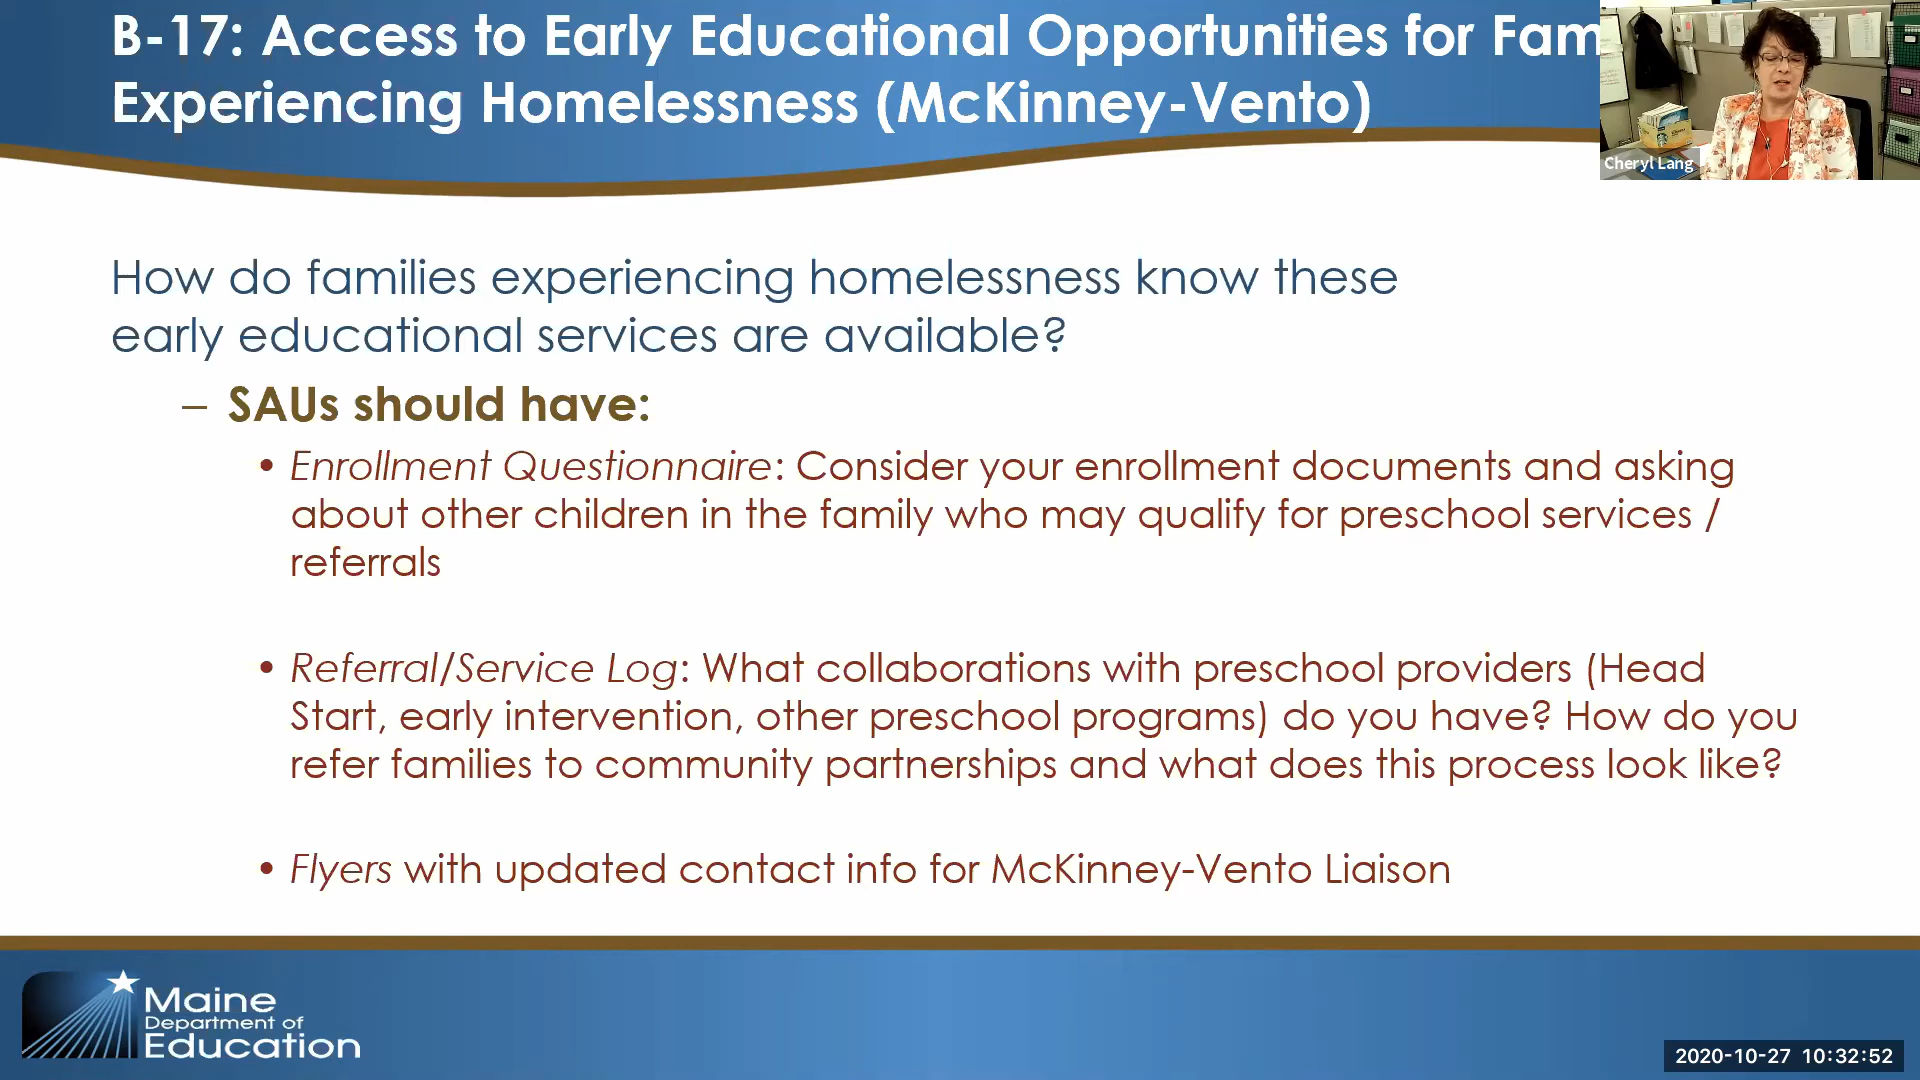 B-17: Access to Early Educational Opportunities for Fam
Experiencing Homelessness (McKinney-Vento)
Cheryl Lang
How do families experiencing homelessness know these
early educational services are available?
– SAUs should have:
• Enrollment Questionnaire: Consider your enrollment documents and asking
about other children in the family who may qualify for preschool services /
referrals
• Referral/Service Log: What collaborations with preschool providers (Head
Start, early intervention, other preschool programs) do you have? How do you
refer families to community partnerships and what does this process look like?
• Flyers with updated contact info for McKinney-Vento Liaison
Maine
Department of
Education
2020-10-27 10:32:52